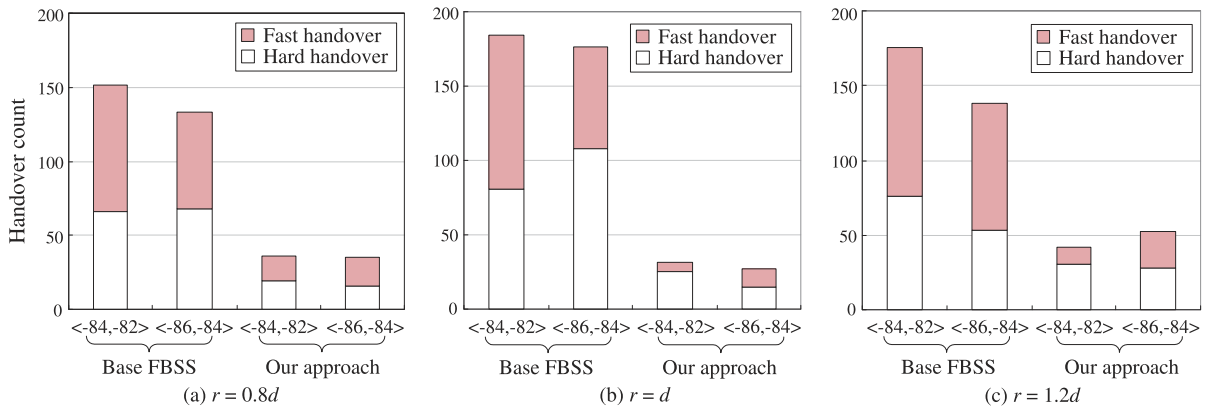 Handover count
200
150
100
50
0
Fast handover
Hard handover
<-84,-82> <-86,-84> <-84,-82> <-86,-84>
Base FBSS Our approach
(a) r = 0.8d
200
150
100
50
0
Fast handover
Hard handover
<-84,-82> <-86,-84> <-84,-82> <-86,-84>
Base FBSS Our approach
(b) r = d
200
150
100
50
0
Fast handover
Hard handover
<-84,-82> <-86,-84> <-84,-82> <-86,-84>
Base FBSS Our approach
(c) r = 1.2d